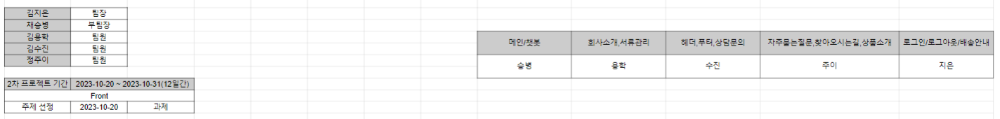 김지은 팀장
채승병 부팀장
김용학 팀원
김수진 팀원
정주이 팀원
메인/챗봇 회사소개,서류관리 헤더,푸터,상담문의 자주묻는질문,찾아오시는길,상품소개 로그인/로그아웃/배송안내
승병 용학 수진 주이 지은
2차 프로젝트 기간 2023-10-20 ~ 2023-10-31(12일간)
Front
주제 선정 2023-10-20 과제